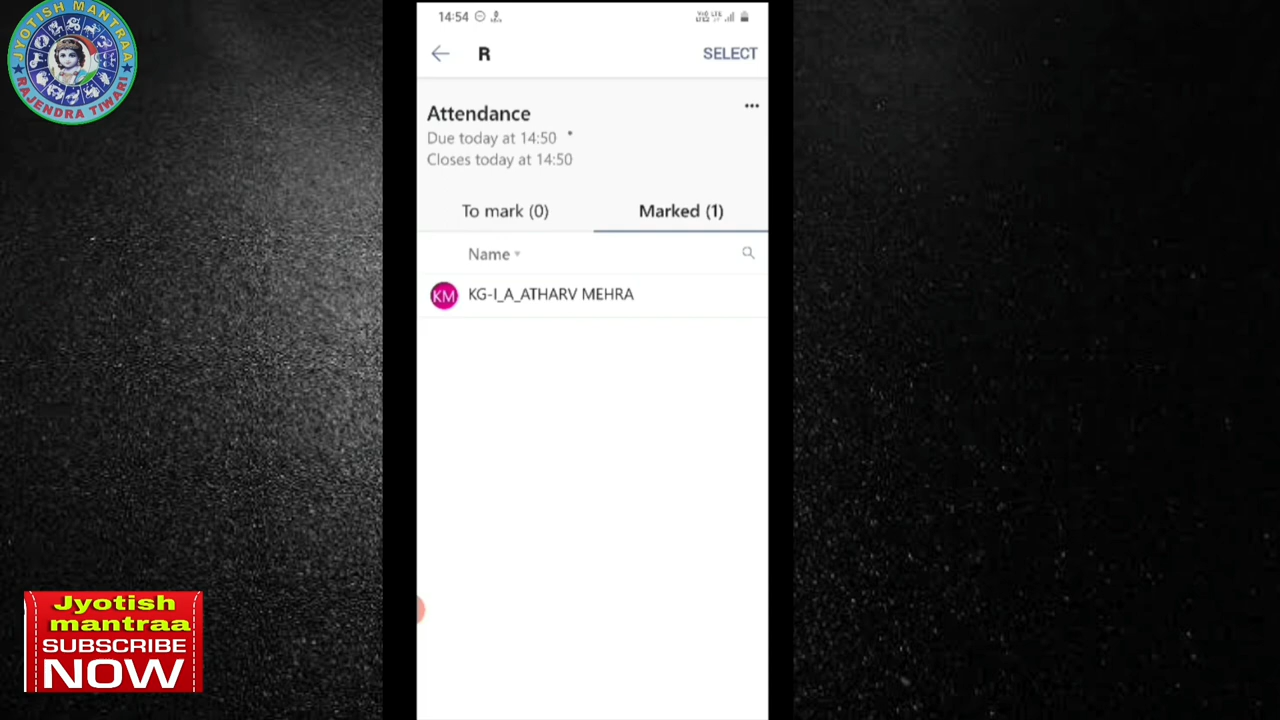 JYOTISH MANTRAA
RAJENDRA TIWARI
14:54
R
SELECT
Attendance
Due today at 14:50
Closes today at 14:50
To mark (0)
Marked (1)
Name
KM
KG-I_A_ATHARV MEHRA
Jyotish
mantraa
SUBSCRIBE
NOW